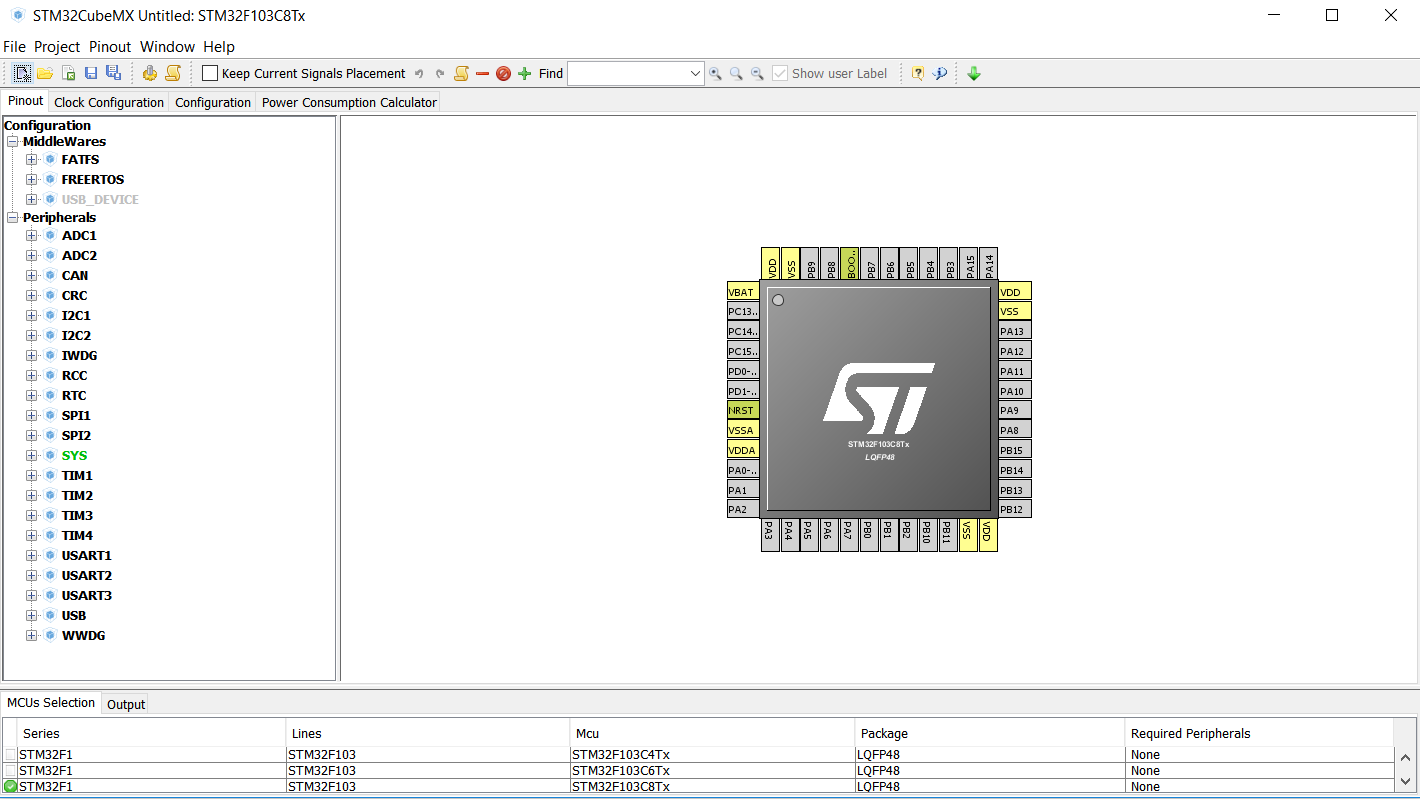 STM32CubeMX Untitled: STM32F103C8Tx
File Project Pinout Window Help
Keep Current Signals Placement Find Show user Label
Pinout Clock Configuration Configuration Power Consumption Calculator
Configuration
MiddleWares
FATFS
FREERTOS
USB_DEVICE
Peripherals
ADC1
ADC2
CAN
CRC
I2C1
I2C2
IWDG
RCC
RTC
SPI1
SPI2
SYS
TIM1
TIM2
TIM3
TIM4
USART1
USART2
USART3
USB
WWDG
VDD VSS PB9 PB8 BOO.. PB7 PB6 PB5 PB4 PB3 PA15 PA14
VBAT
PC13..
PC14..
PC15..
PD0-..
PD1-..
NRST
VSSA
VDDA
PA0-..
PA1
PA2
ST
STM32F103C8Tx
LQFP48
VDD
VSS
PA13
PA12
PA11
PA10
PA9
PA8
PB15
PB14
PB13
PB12
PA3 PA4 PA5 PA6 PA7 PB0 PB1 PB2 PB10 PB11 VSS VDD
MCUs Selection Output
Series Lines Mcu Package Required Peripherals
STM32F1 STM32F103 STM32F103C4Tx LQFP48 None
STM32F1 STM32F103 STM32F103C6Tx LQFP48 None
STM32F1 STM32F103 STM32F103C8Tx LQFP48 None